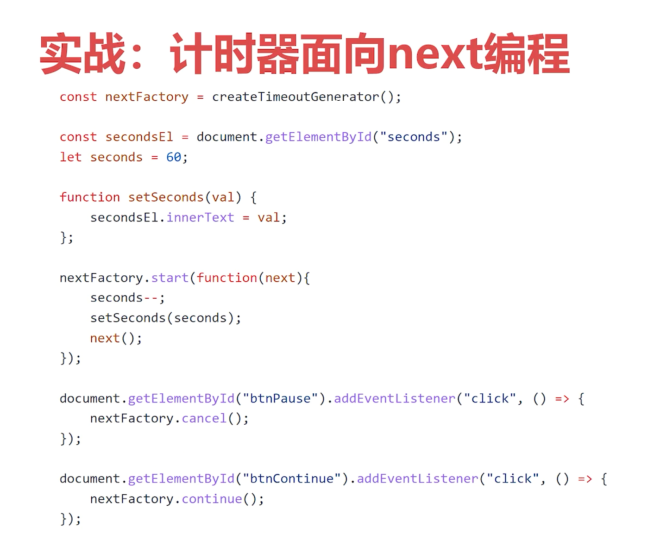 实战：计时器面向next编程
const nextFactory = createTimeoutGenerator();
const secondsEl = document.getElementById("seconds");
let seconds = 60;
function setSeconds(val) {
secondsEl.innerText = val;
};
nextFactory.start(function(next){
seconds--;
setSeconds(seconds);
next();
});
document.getElementById("btnPause").addEventListener("click", () => {
nextFactory.cancel();
});
document.getElementById("btnContinue").addEventListener("click", () => {
nextFactory.continue();
});